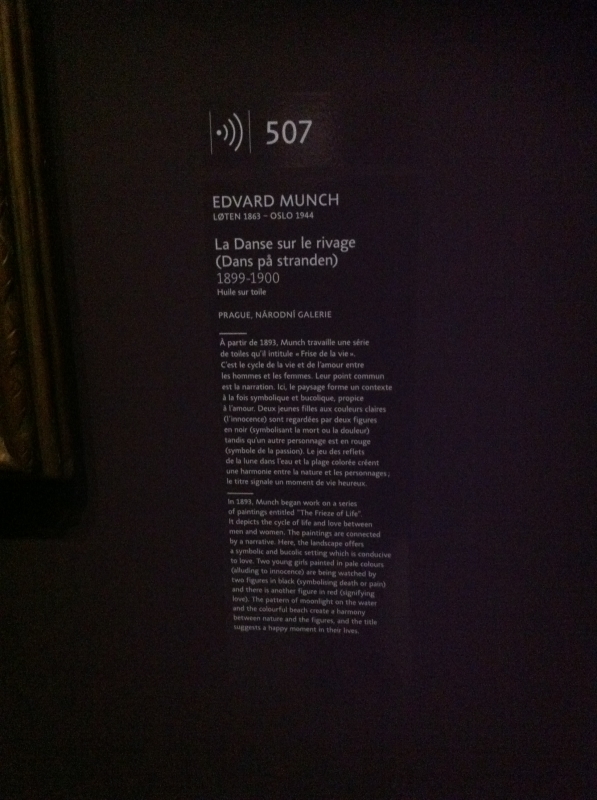 507
EDVARD MUNCH
LØTEN 1863 – OSLO 1944
La Danse sur le rivage
(Dans på stranden)
1899-1900
Huile sur toile
PRAGUE, NÁRODNÍ GALERIE
À partir de 1893, Munch travaille une série
de toiles qu'il intitule « Frise de la vie ».
C'est le cycle de la vie et de l'amour entre
les hommes et les femmes. Leur point commun
est la narration. Ici, le paysage forme un contexte
à la fois symbolique et bucolique, propice
à l'amour. Deux jeunes filles aux couleurs claires
(l'innocence) sont regardées par deux figures
en noir (symbolisant la mort ou la douleur)
tandis qu'un autre personnage est en rouge
(symbole de la passion). Le jeu des reflets
de la lune dans l'eau et la plage colorée créent
une harmonie entre la nature et les personnages ;
le titre signale un moment de vie heureux.
In 1893, Munch began work on a series
of paintings entitled "The Frieze of Life".
It depicts the cycle of life and love between
men and women. The paintings are connected
by a narrative. Here, the landscape offers
a symbolic and bucolic setting which is conducive
to love. Two young girls painted in pale colours
(alluding to innocence) are being watched by
two figures in black (symbolising death or pain)
and there is another figure in red (signifying
love). The pattern of moonlight on the water
and the colourful beach create a harmony
between nature and the figures, and the title
suggests a happy moment in their lives.